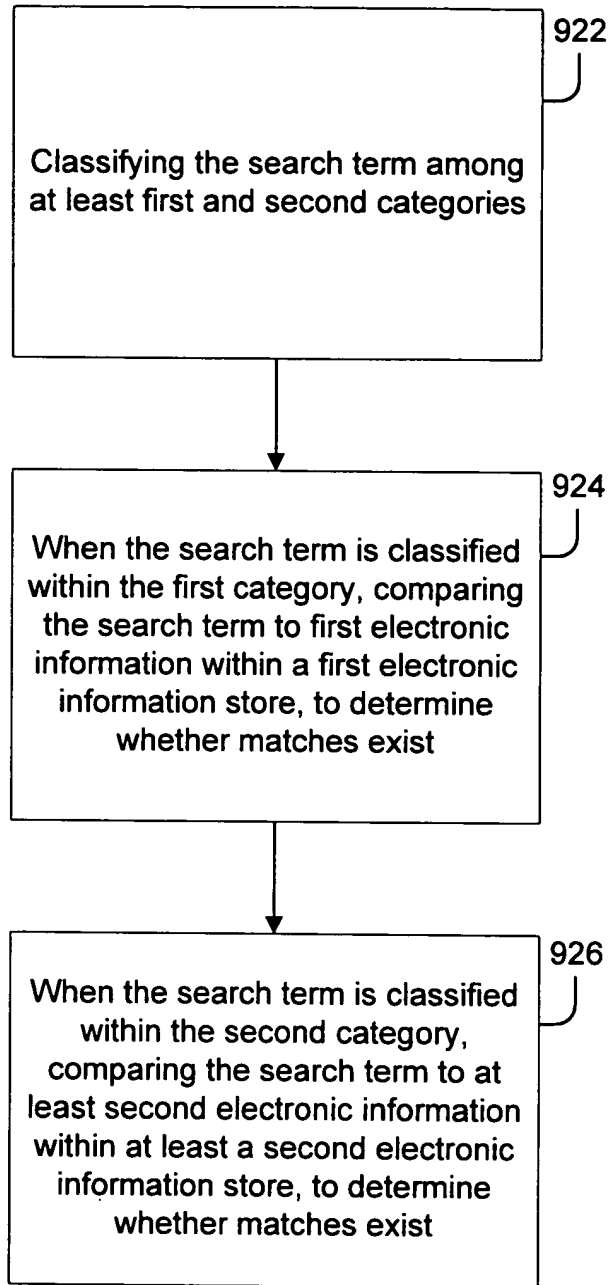 922
Classifying the search term among
at least first and second categories
924
When the search term is classified
within the first category, comparing
the search term to first electronic
information within a first electronic
information store, to determine
whether matches exist
926
When the search term is classified
within the second category,
comparing the search term to at
least second electronic information
within at least a second electronic
information store, to determine
whether matches exist